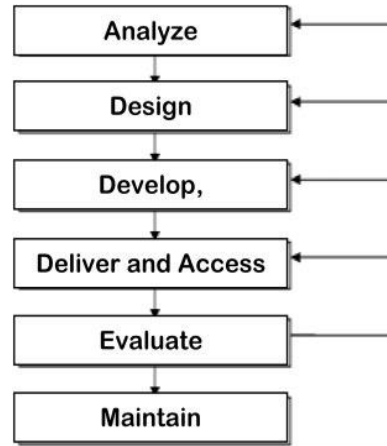 Analyze
Design
Develop,
Deliver and Access
Evaluate
Maintain